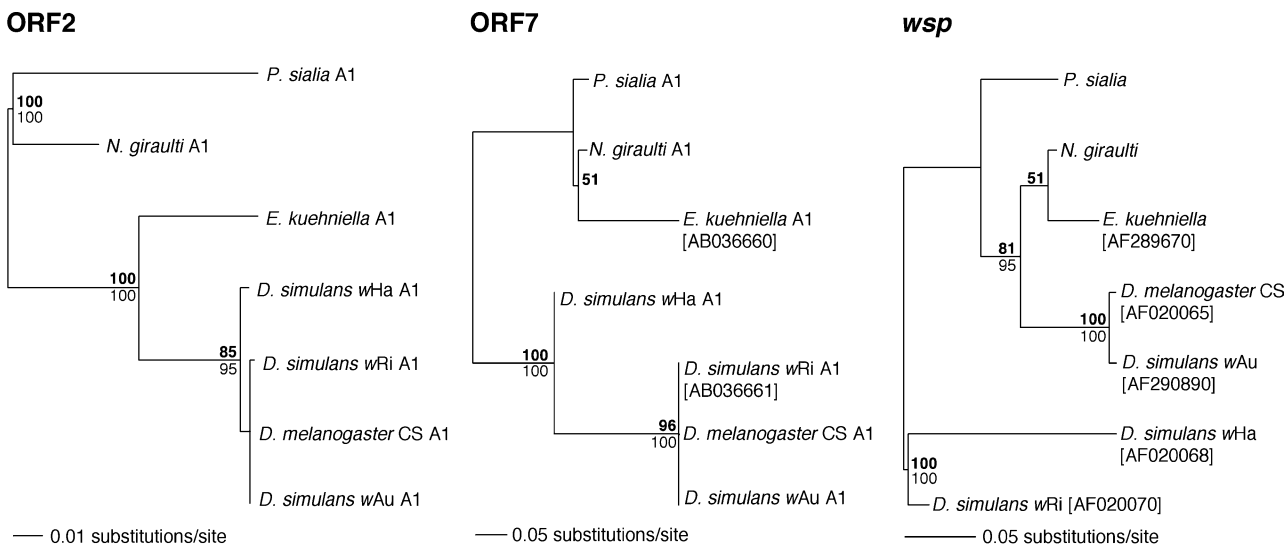 ORF2
P. sialia A1
100
100
N. giraulti A1
E. kuehniella A1
100
100
D. simulans wHa A1
85
95
D. simulans wRi A1
D. melanogaster CS A1
D. simulans wAu A1
0.01 substitutions/site
ORF7
P. sialia A1
N. giraulti A1
51
E. kuehniella A1
[AB036660]
D. simulans wHa A1
100
100
D. simulans wRi A1
[AB036661]
96
100
D. melanogaster CS A1
D. simulans wAu A1
0.05 substitutions/site
wsp
P. sialia
N. giraulti
51
E. kuehniella
[AF289670]
81
95
D. melanogaster CS
[AF020065]
100
100
D. simulans wAu
[AF290890]
D. simulans wHa
[AF020068]
100
100
D. simulans wRi [AF020070]
0.05 substitutions/site